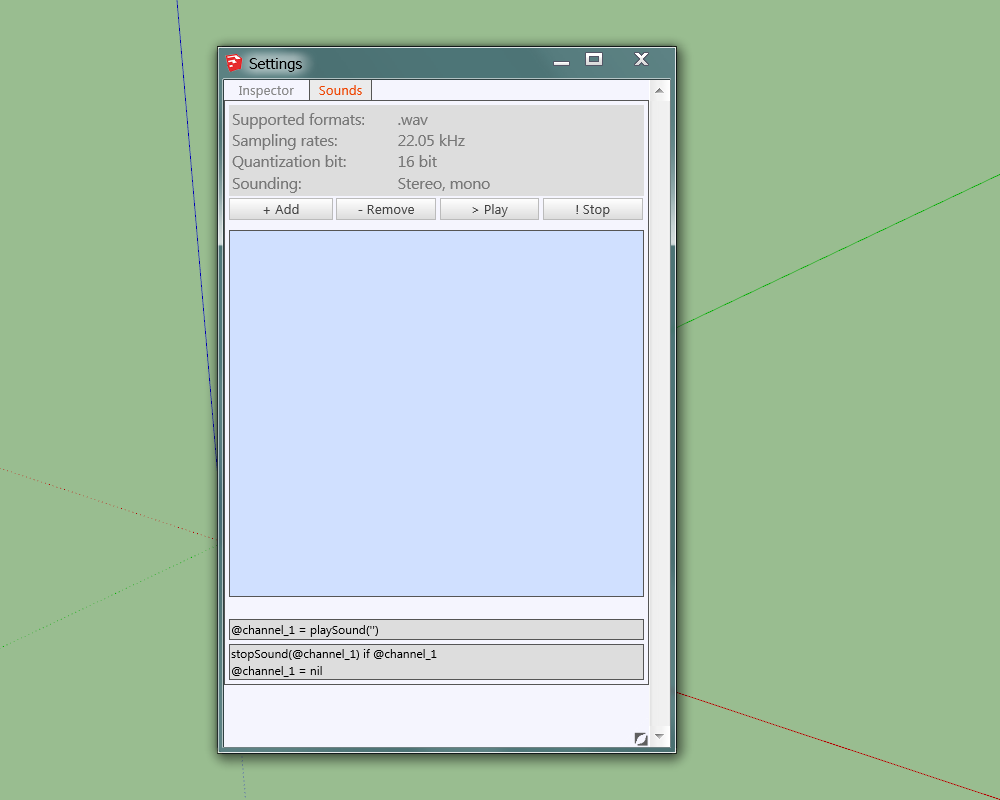 Settings
Inspector Sounds
Supported formats: .wav
Sampling rates: 22.05 kHz
Quantization bit: 16 bit
Sounding: Stereo, mono
+ Add - Remove > Play ! Stop
@channel_1 = playSound('')
stopSound(@channel_1) if @channel_1
@channel_1 = nil